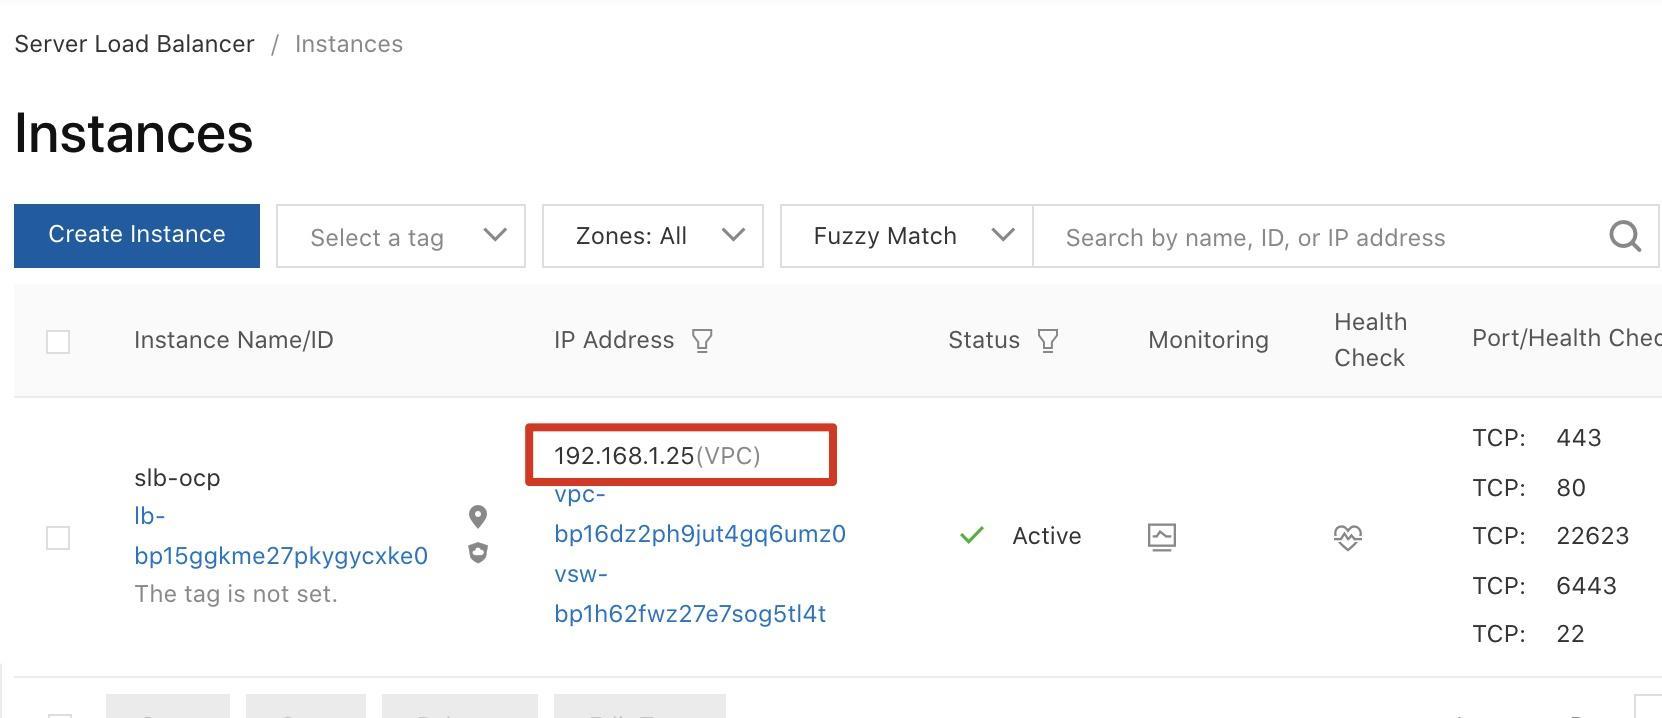 Server Load Balancer / Instances
Instances
Create Instance
Select a tag
Zones: All
Fuzzy Match
Search by name, ID, or IP address
Instance Name/ID
IP Address
Status
Monitoring
Health
Check
Port/Health Chec
slb-ocp
lb-
bp15ggkme27pkygycxke0
The tag is not set.
192.168.1.25(VPC)
vpc-
bp16dz2ph9jut4gq6umz0
vsw-
bp1h62fwz27e7sog5tl4t
Active
TCP: 443
TCP: 80
TCP: 22623
TCP: 6443
TCP: 22